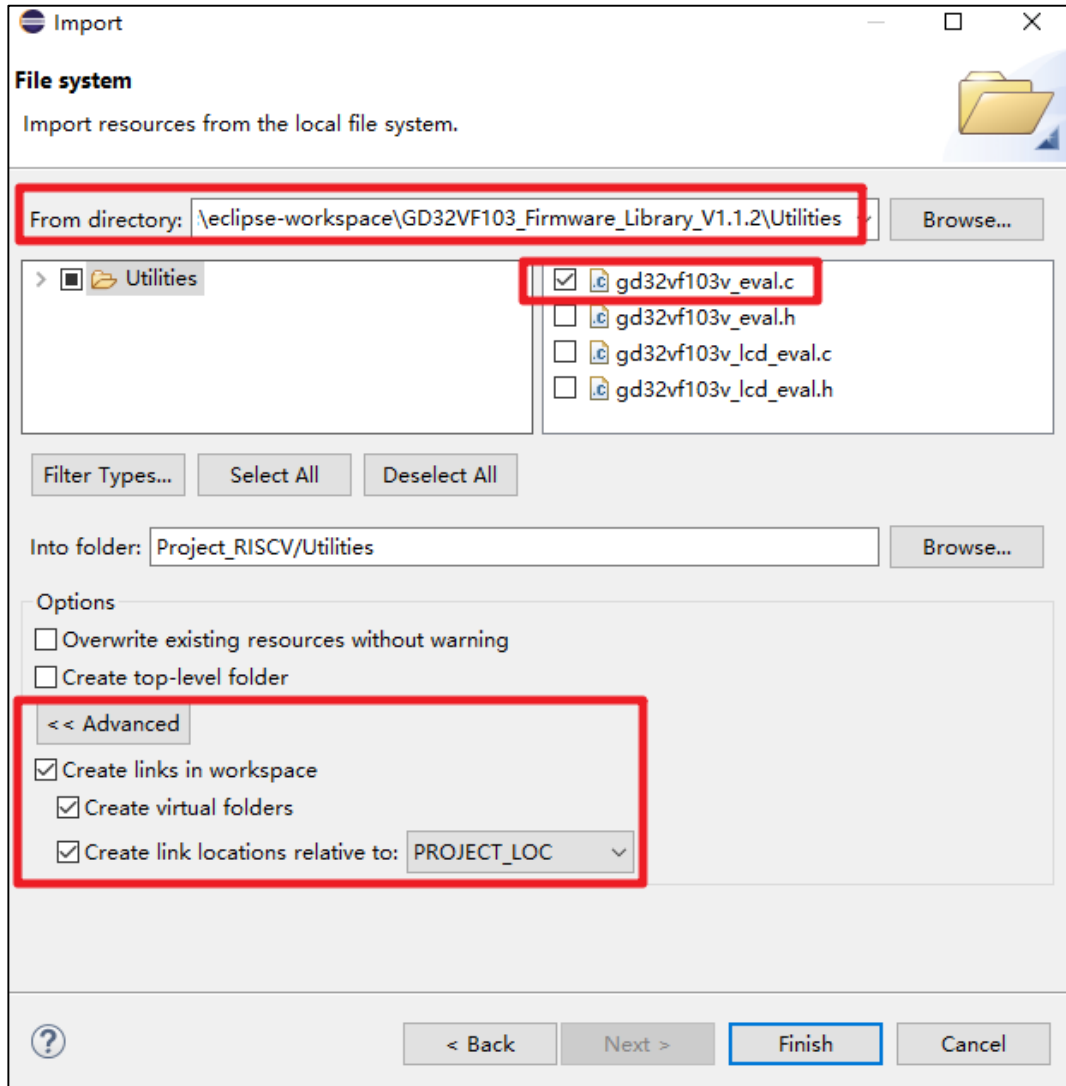 Import
File system
Import resources from the local file system.
From directory: :\eclipse-workspace\GD32VF103_Firmware_Library_V1.1.2\Utilities Browse...
Utilities
gd32vf103v_eval.c
gd32vf103v_eval.h
gd32vf103v_lcd_eval.c
gd32vf103v_lcd_eval.h
Filter Types... Select All Deselect All
Into folder: Project_RISCV/Utilities Browse...
Options
Overwrite existing resources without warning
Create top-level folder
<< Advanced
Create links in workspace
Create virtual folders
Create link locations relative to: PROJECT_LOC
? < Back Next > Finish Cancel